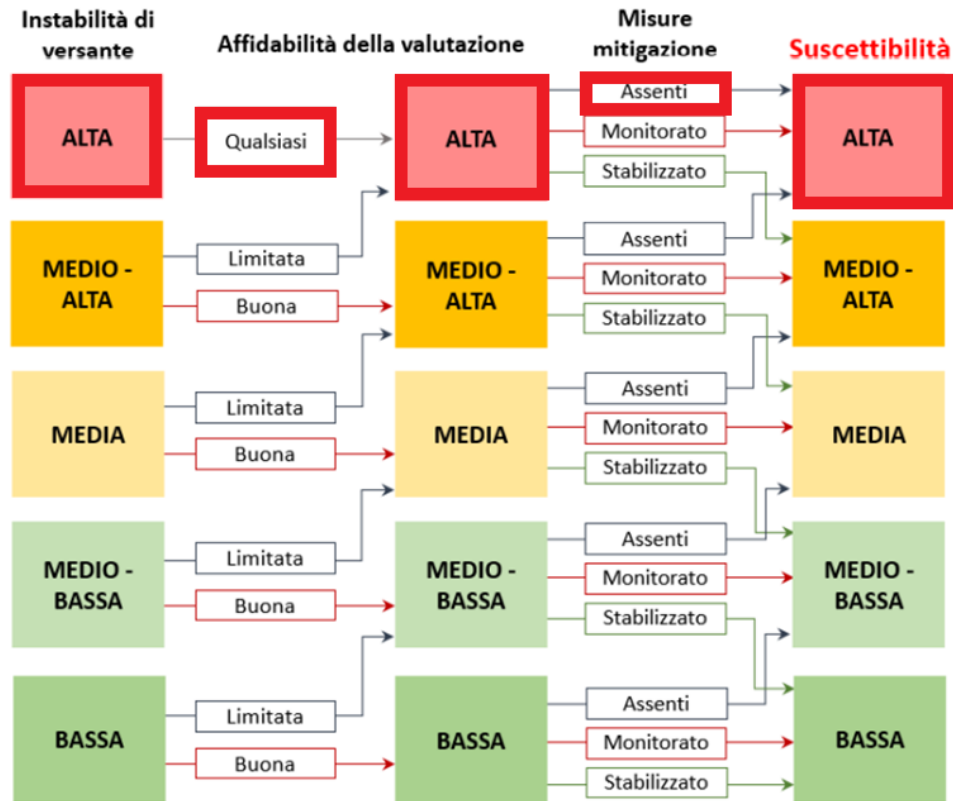 Instabilità di
versante
Affidabilità della valutazione
Misure
mitigazione
Suscettibilità
ALTA
Qualsiasi
ALTA
Assenti
Monitorato
Stabilizzato
ALTA
MEDIO -
ALTA
Limitata
Buona
MEDIO -
ALTA
Assenti
Monitorato
Stabilizzato
MEDIO -
ALTA
MEDIA
Limitata
Buona
MEDIA
Assenti
Monitorato
Stabilizzato
MEDIA
MEDIO -
BASSA
Limitata
Buona
MEDIO -
BASSA
Assenti
Monitorato
Stabilizzato
MEDIO -
BASSA
BASSA
Limitata
Buona
BASSA
Assenti
Monitorato
Stabilizzato
BASSA